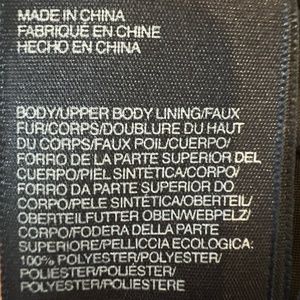 MADE IN CHINA
FABRIQUÉ EN CHINE
HECHO EN CHINA
BODY/UPPER BODY LINING/FAUX
FUR/CORPS/DOUBLURE DU HAUT
DU CORPS/FAUX POIL/CUERPO/
FORRO DE LA PARTE SUPERIOR DEL
CUERPO/PIEL SINTÉTICA/CORPO/
FORRO DA PARTE SUPERIOR DO
CORPO/PELE SINTÉTICA/OBERTEIL/
OBERTEILFUTTER OBEN/WEBPELZ/
CORPO/FODERA DELLA PARTE
SUPERIORE/PELLICCIA ECOLOGICA:
100% POLYESTER/POLYESTER/
POLIÉSTER/POLIÉSTER/
POLYESTER/POLIESTERE